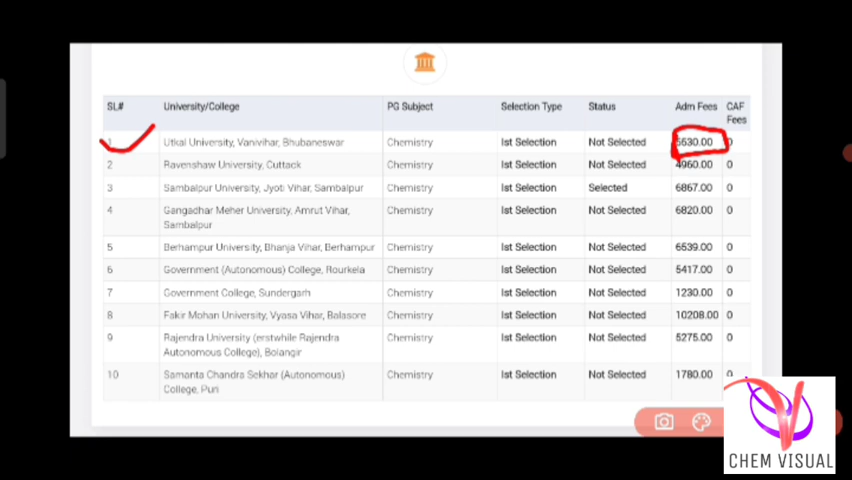 SL# University/College PG Subject Selection Type Status Adm Fees CAF Fees
1 Utkal University, Vanivihar, Bhubaneswar Chemistry Ist Selection Not Selected 5530.00 0
2 Ravenshaw University, Cuttack Chemistry Ist Selection Not Selected 4960.00 0
3 Sambalpur University, Jyoti Vihar, Sambalpur Chemistry Ist Selection Selected 6867.00 0
4 Gangadhar Meher University, Amrut Vihar, Sambalpur Chemistry Ist Selection Not Selected 6820.00 0
5 Berhampur University, Bhanja Vihar, Berhampur Chemistry Ist Selection Not Selected 6539.00 0
6 Government (Autonomous) College, Rourkela Chemistry Ist Selection Not Selected 5417.00 0
7 Government College, Sundergarh Chemistry Ist Selection Not Selected 1230.00 0
8 Fakir Mohan University, Vyasa Vihar, Balasore Chemistry Ist Selection Not Selected 10208.00 0
9 Rajendra University (erstwhile Rajendra Autonomous College), Bolangir Chemistry Ist Selection Not Selected 5275.00 0
10 Samanta Chandra Sekhar (Autonomous) College, Puri Chemistry Ist Selection Not Selected 1780.00 0
CHEM VISUAL